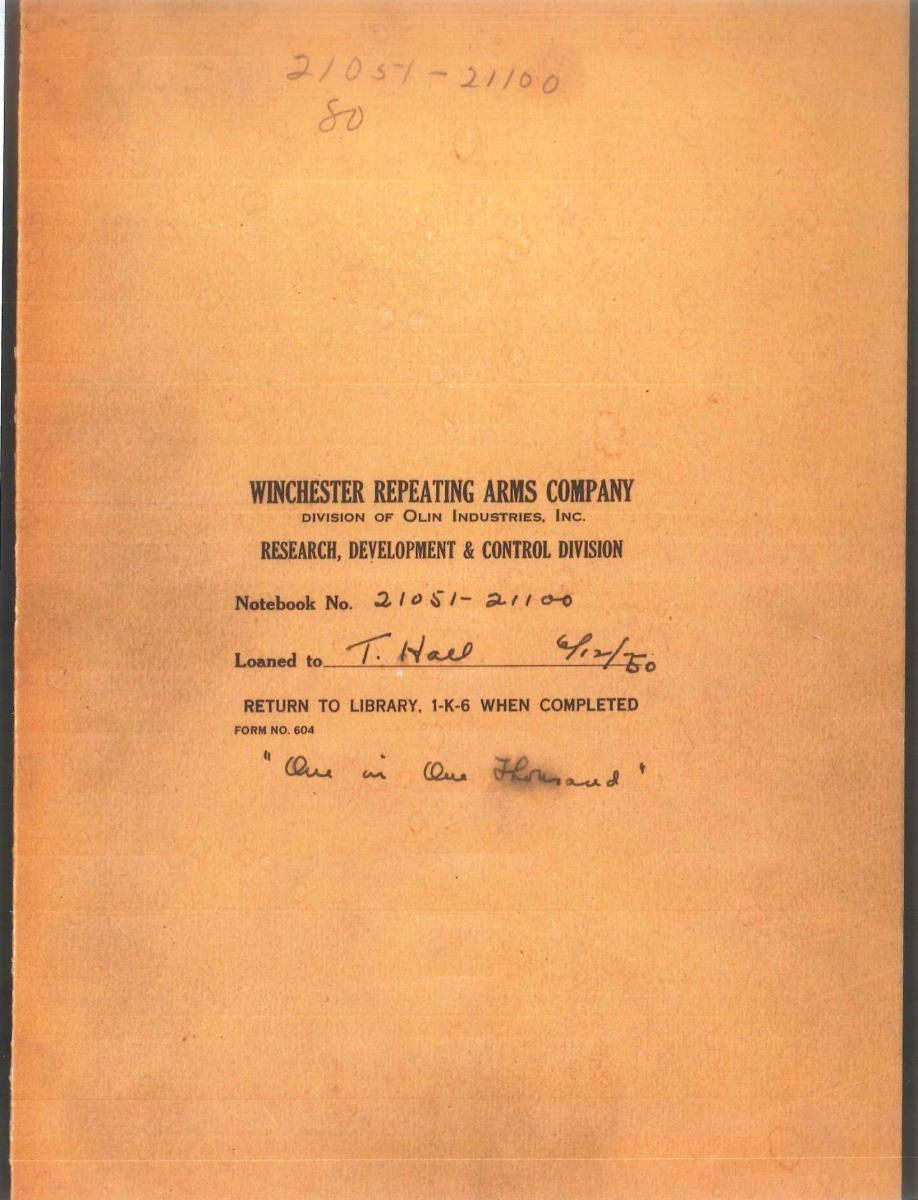 21051-21100
80
WINCHESTER REPEATING ARMS COMPANY
DIVISION OF OLIN INDUSTRIES, INC.
RESEARCH, DEVELOPMENT & CONTROL DIVISION
Notebook No. 21051-21100
Loaned to T. Hall 6/12/50
RETURN TO LIBRARY, 1-K-6 WHEN COMPLETED
FORM NO. 604
"One in One Thousand"